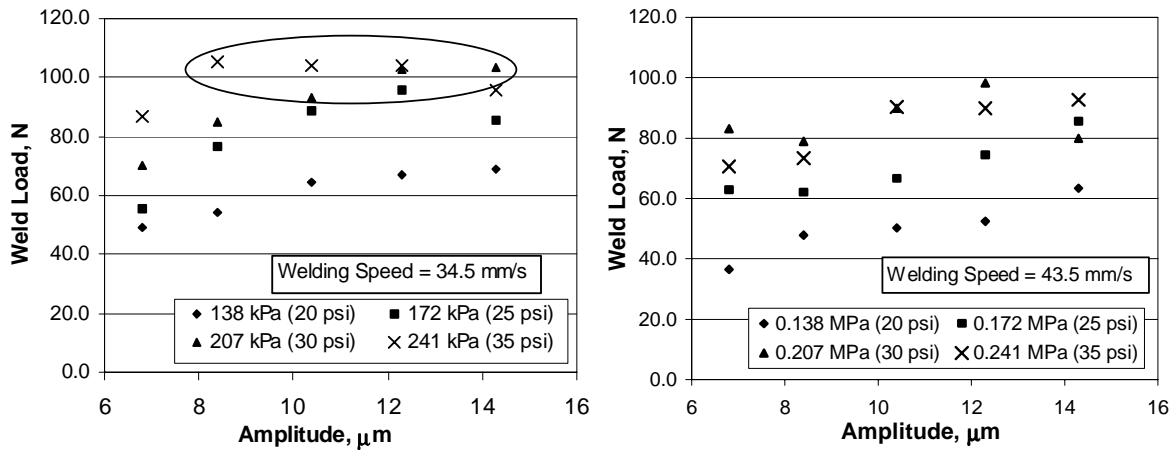 120.0
100.0
80.0
60.0
40.0
20.0
0.0
Weld Load, N
Welding Speed = 34.5 mm/s
138 kPa (20 psi) 172 kPa (25 psi)
207 kPa (30 psi) 241 kPa (35 psi)
6 8 10 12 14 16
Amplitude, μm
120.0
100.0
80.0
60.0
40.0
20.0
0.0
Weld Load, N
Welding Speed = 43.5 mm/s
0.138 MPa (20 psi) 0.172 MPa (25 psi)
0.207 MPa (30 psi) 0.241 MPa (35 psi)
6 8 10 12 14 16
Amplitude, μm